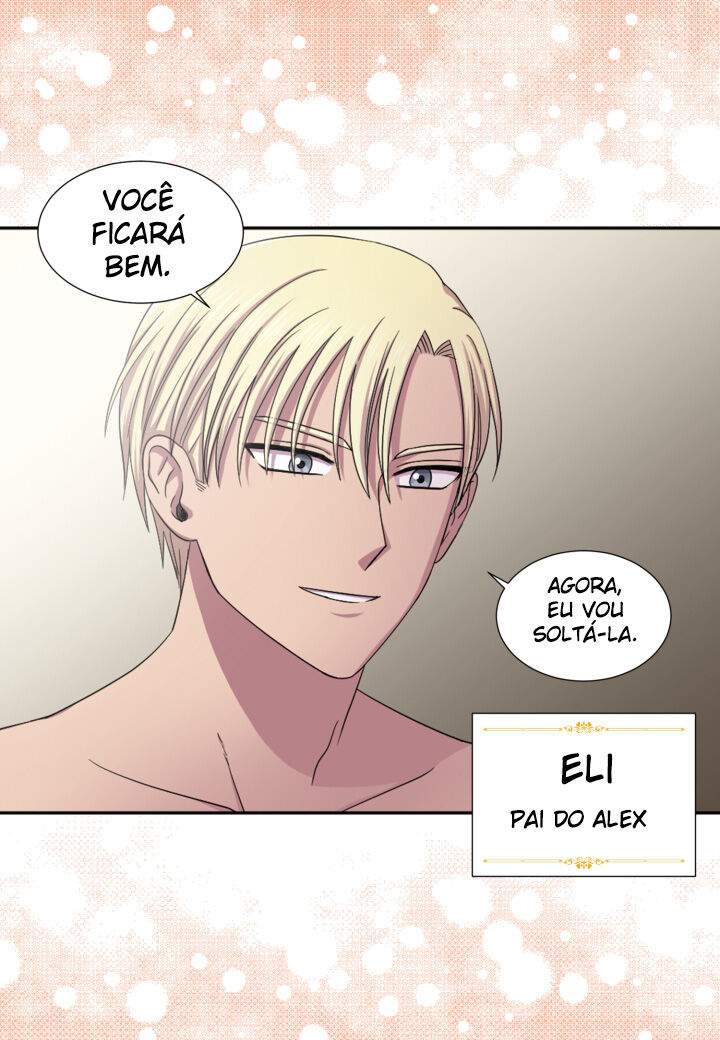 VOCÊ
FICARÁ
BEM.
AGORA,
EU VOU
SOLTÁ-LA.
ELI
PAI DO ALEX